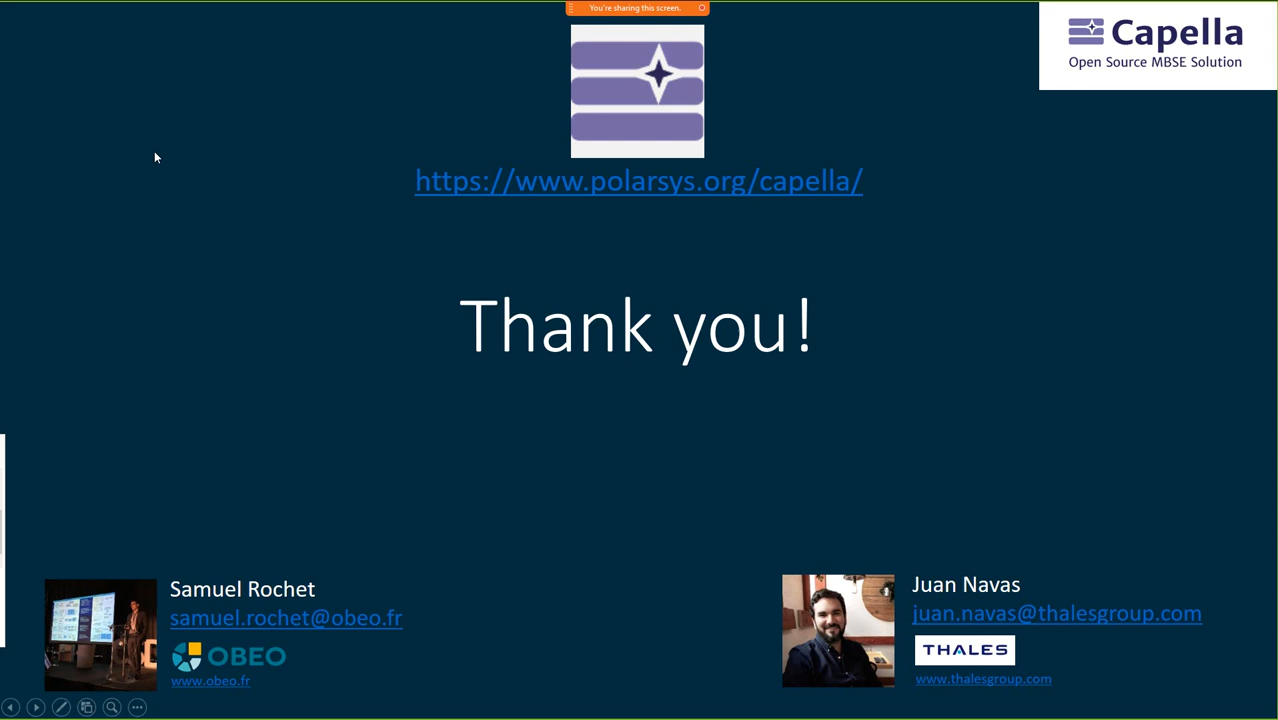 You're sharing this screen.
Capella
Open Source MBSE Solution
https://www.polarsys.org/capella/
Thank you!
Samuel Rochet
samuel.rochet@obeo.fr
OBEO
www.obeo.fr
Juan Navas
juan.navas@thalesgroup.com
THALES
www.thalesgroup.com